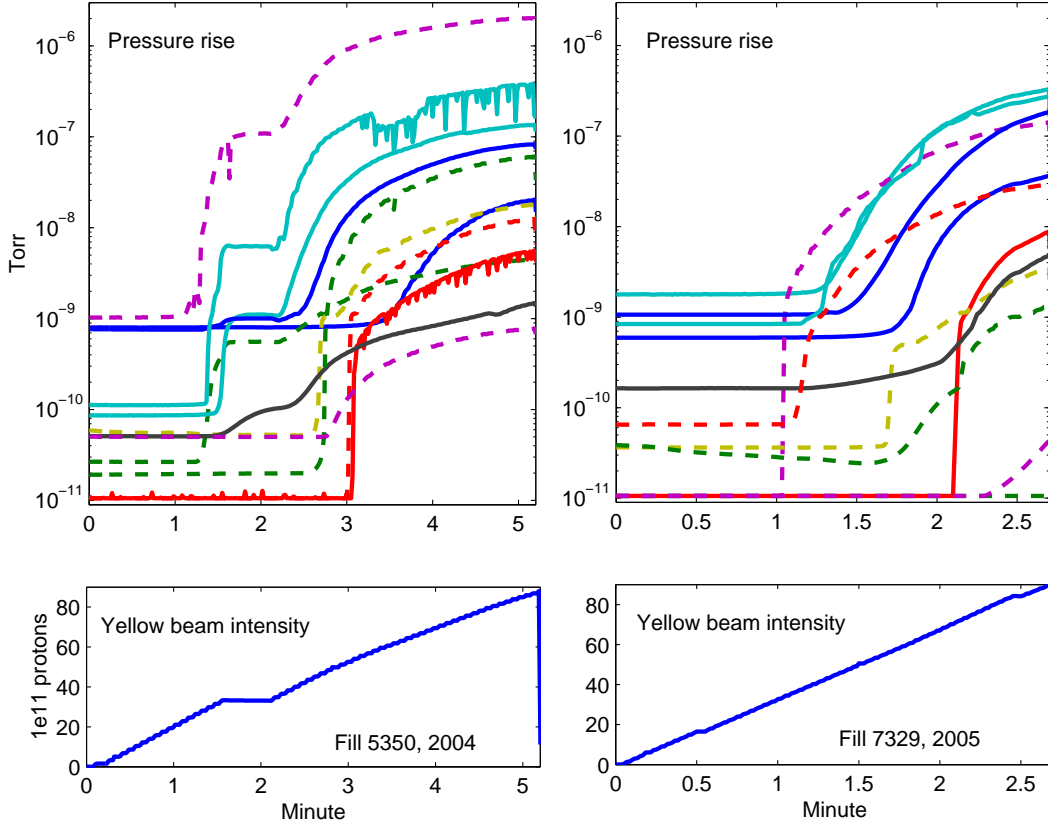 Pressure rise
10^-6
10^-7
10^-8
10^-9
10^-10
10^-11
Torr
0 1 2 3 4 5
Pressure rise
10^-6
10^-7
10^-8
10^-9
10^-10
10^-11
0 0.5 1 1.5 2 2.5
Yellow beam intensity
80
60
40
20
0
1e11 protons
Fill 5350, 2004
0 1 2 3 4 5
Minute
Yellow beam intensity
80
60
40
20
0
Fill 7329, 2005
0 0.5 1 1.5 2 2.5
Minute